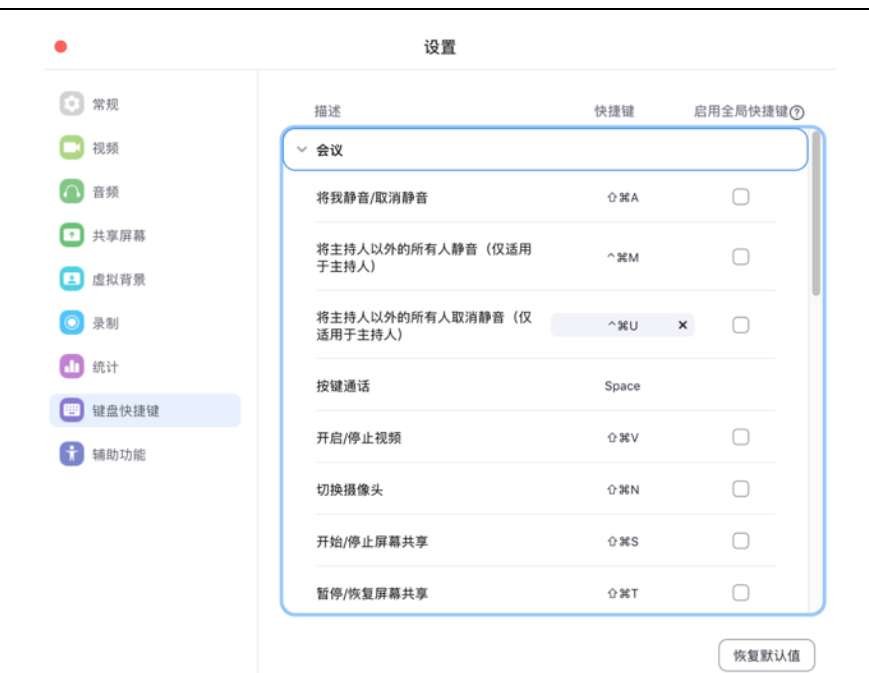 设置
常规
视频
音频
共享屏幕
虚拟背景
录制
统计
键盘快捷键
辅助功能
描述 快捷键 启用全局快捷键?
会议
将我静音/取消静音 ⇧⌘A
将主持人以外的所有人静音（仅适用
于主持人） ^⌘M
将主持人以外的所有人取消静音（仅
适用于主持人） ^⌘U ×
按键通话 Space
开启/停止视频 ⇧⌘V
切换摄像头 ⇧⌘N
开始/停止屏幕共享 ⇧⌘S
暂停/恢复屏幕共享 ⇧⌘T
恢复默认值